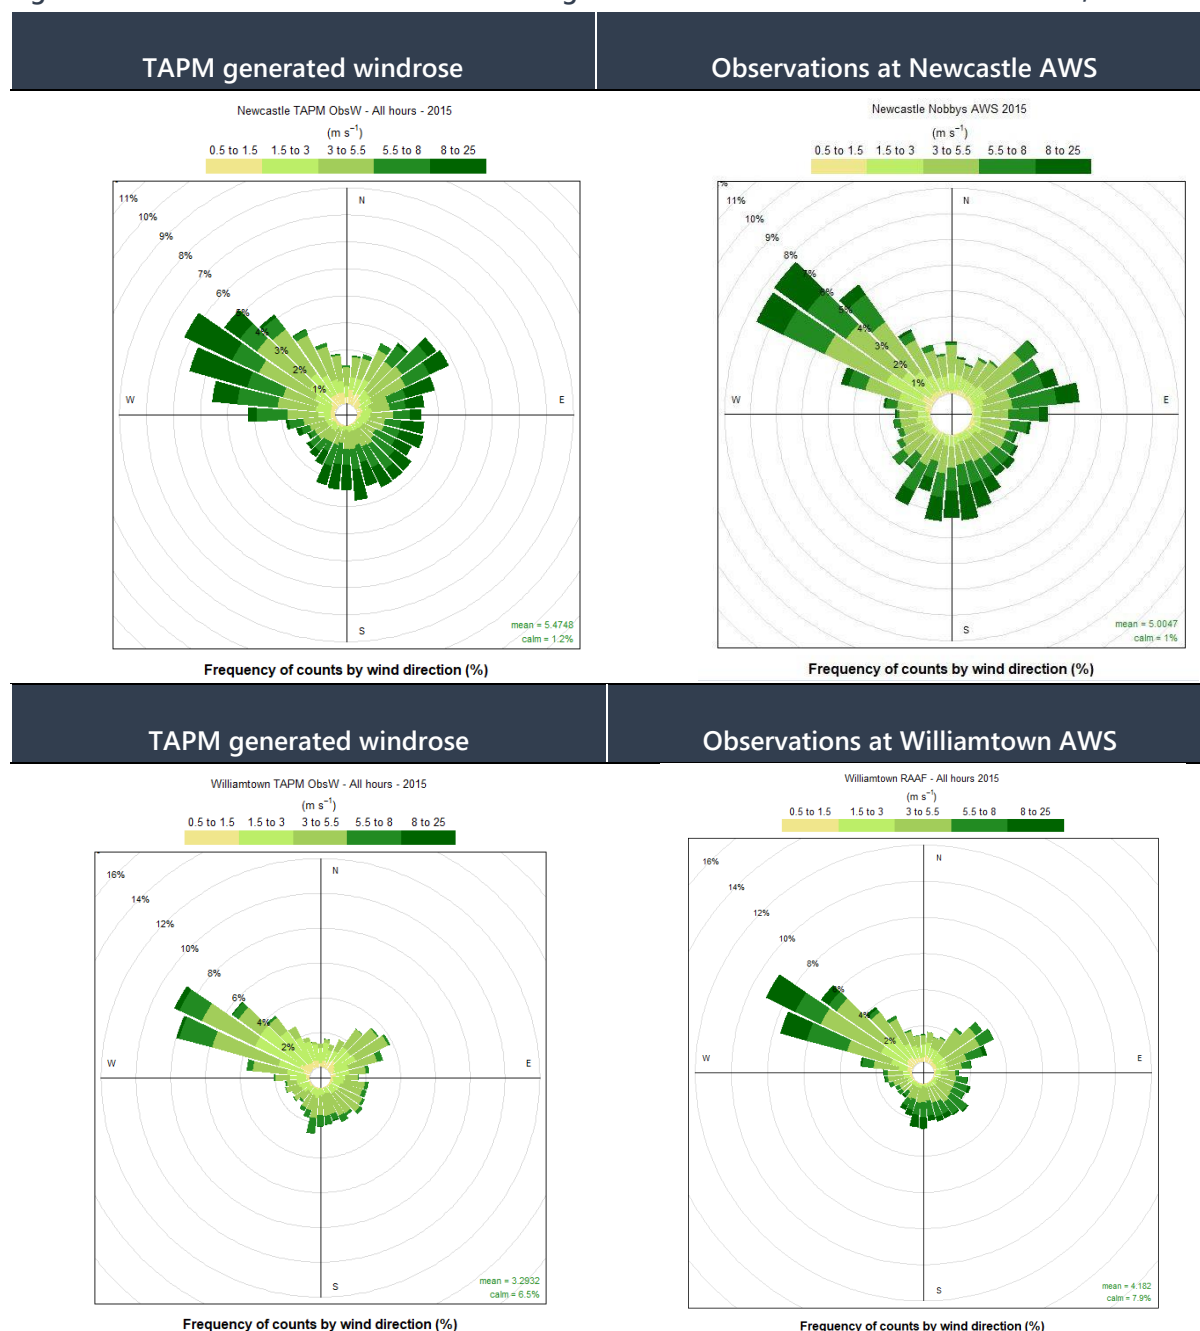 TAPM generated windrose
Observations at Newcastle AWS
Newcastle TAPM ObsW - All hours - 2015
(m s⁻¹)
0.5 to 1.5 1.5 to 3 3 to 5.5 5.5 to 8 8 to 25
11%
10%
9%
8%
7%
6%
5%
4%
3%
2%
1%
N
W
E
S
mean = 5.4748
calm = 1.2%
Frequency of counts by wind direction (%)
Newcastle Nobbys AWS 2015
(m s⁻¹)
0.5 to 1.5 1.5 to 3 3 to 5.5 5.5 to 8 8 to 25
%
11%
10%
9%
8%
7%
6%
5%
4%
3%
2%
1%
N
W
E
S
mean = 5.0047
calm = 1%
Frequency of counts by wind direction (%)
TAPM generated windrose
Observations at Williamtown AWS
Williamtown TAPM ObsW - All hours - 2015
(m s⁻¹)
0.5 to 1.5 1.5 to 3 3 to 5.5 5.5 to 8 8 to 25
16%
14%
12%
10%
8%
6%
4%
2%
N
W
E
S
mean = 3.2932
calm = 6.5%
Frequency of counts by wind direction (%)
Williamtown RAAF - All hours 2015
(m s⁻¹)
0.5 to 1.5 1.5 to 3 3 to 5.5 5.5 to 8 8 to 25
16%
14%
12%
10%
8%
6%
4%
2%
N
W
E
S
mean = 4.182
calm = 7.9%
Frequency of counts by wind direction (%)